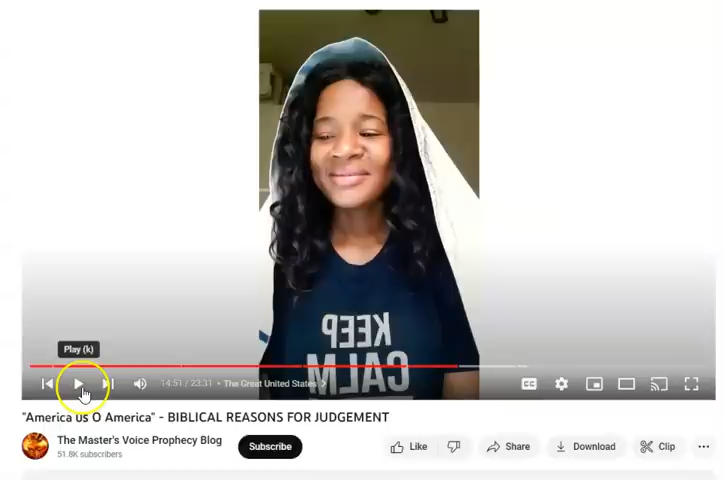 KEEP
CALM
Play (k)
14:51 / 23:31 • The Great United States >
CC
"America us O America" - BIBLICAL REASONS FOR JUDGEMENT
The Master's Voice Prophecy Blog
51.8K subscribers
Subscribe
Like
Share
Download
Clip